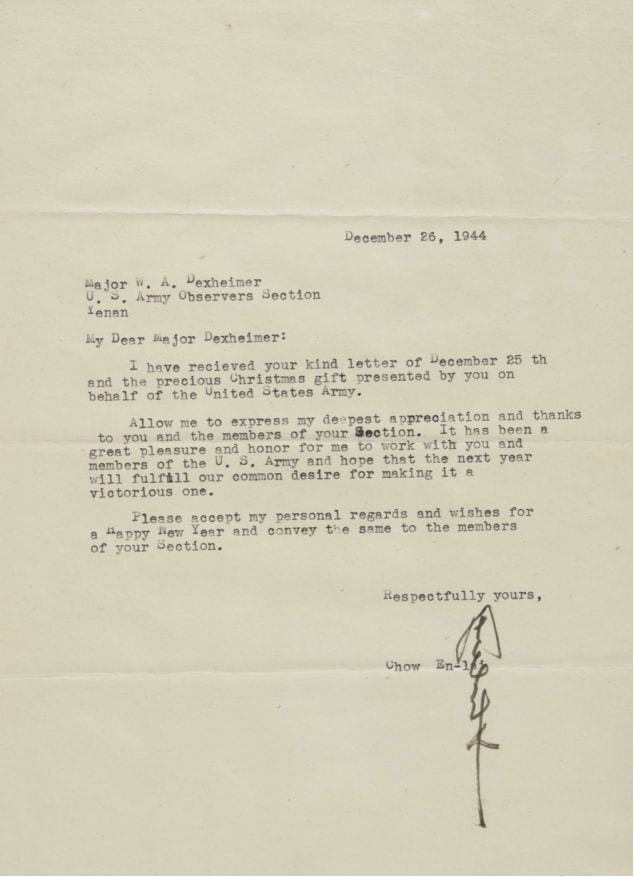 December 26, 1944
Major W. A. Dexheimer
U. S. Army Observers Section
Yenan
My Dear Major Dexheimer:
I have recieved your kind letter of December 25 th
and the precious Christmas gift presented by you on
behalf of the United States Army.
Allow me to express my deepest appreciation and thanks
to you and the members of your Section. It has been a
great pleasure and honor for me to work with you and
members of the U. S. Army and hope that the next year
will fulfill our common desire for making it a
victorious one.
Please accept my personal regards and wishes for
a Happy New Year and convey the same to the members
of your Section.
Respectfully yours,
Chow En-lai
周恩来